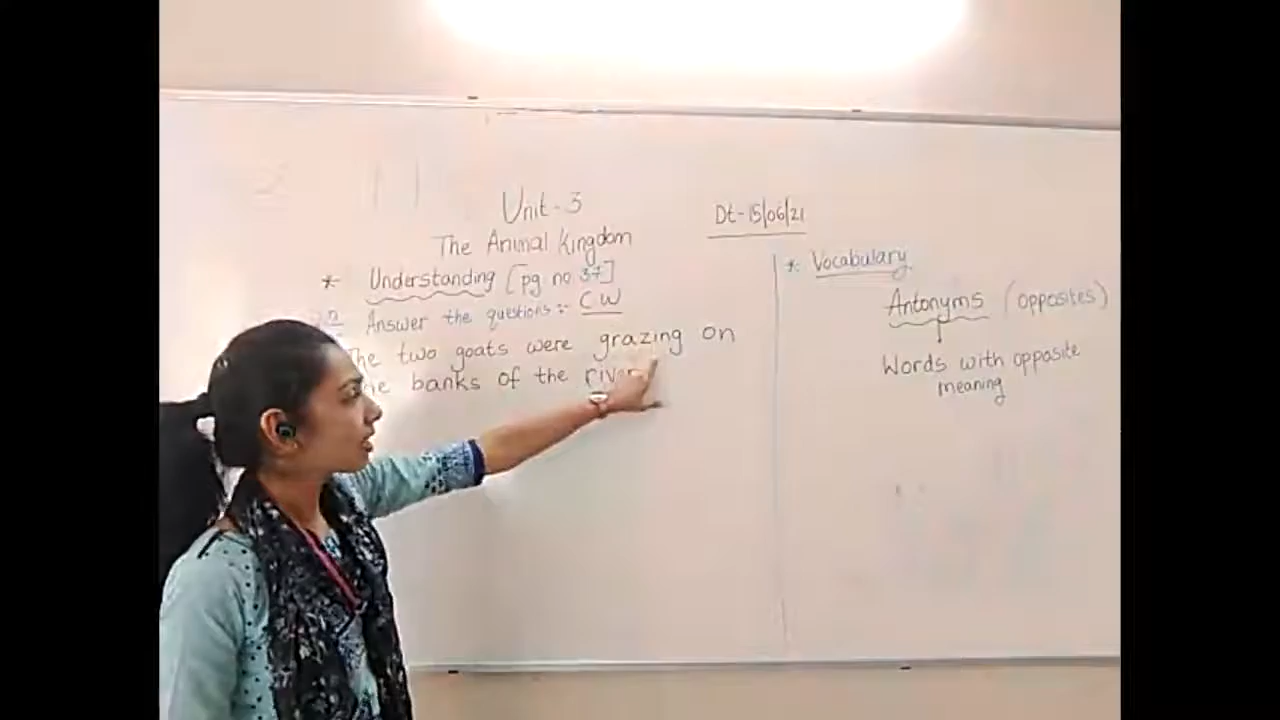 Unit-3
The Animal Kingdom
Dt-15/06/21
* Understanding [pg no 37]
Answer the questions:- CW
The two goats were grazing on
banks of the river
* Vocabulary
Antonyms (opposites)
Words with opposite
meaning